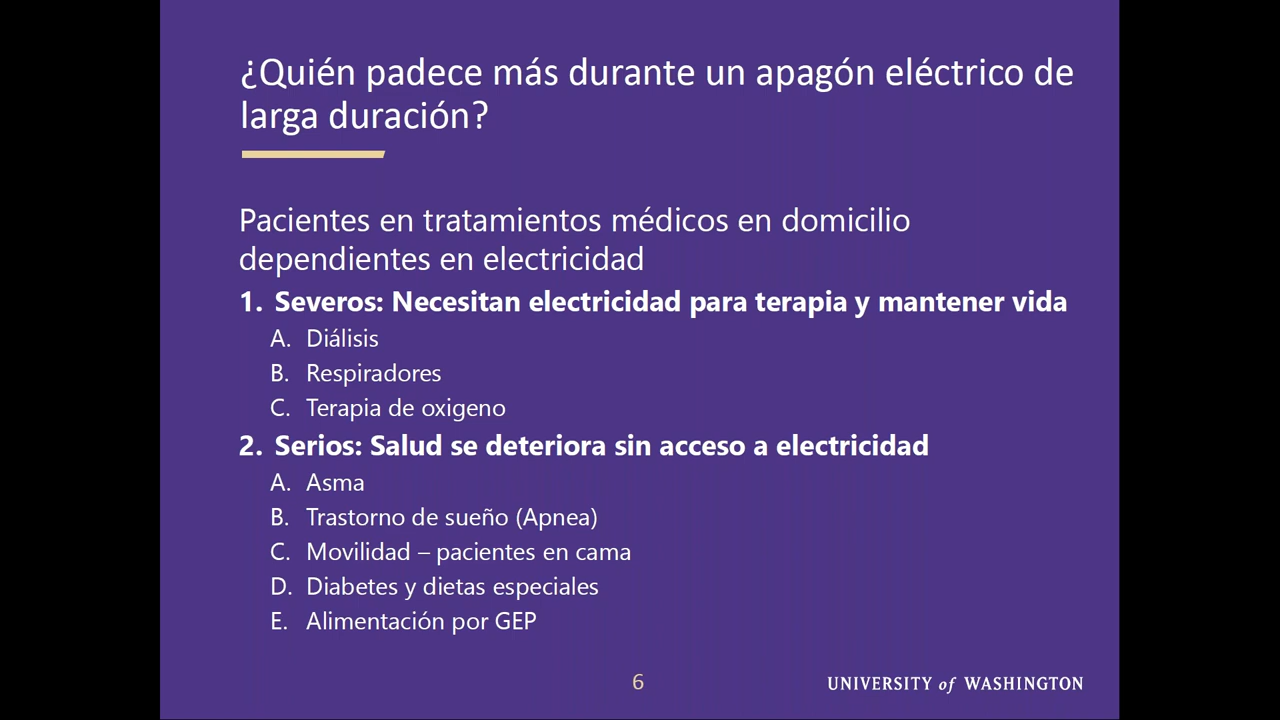 ¿Quién padece más durante un apagón eléctrico de
larga duración?
Pacientes en tratamientos médicos en domicilio
dependientes en electricidad
1. Severos: Necesitan electricidad para terapia y mantener vida
A. Diálisis
B. Respiradores
C. Terapia de oxigeno
2. Serios: Salud se deteriora sin acceso a electricidad
A. Asma
B. Trastorno de sueño (Apnea)
C. Movilidad – pacientes en cama
D. Diabetes y dietas especiales
E. Alimentación por GEP
6
UNIVERSITY of WASHINGTON